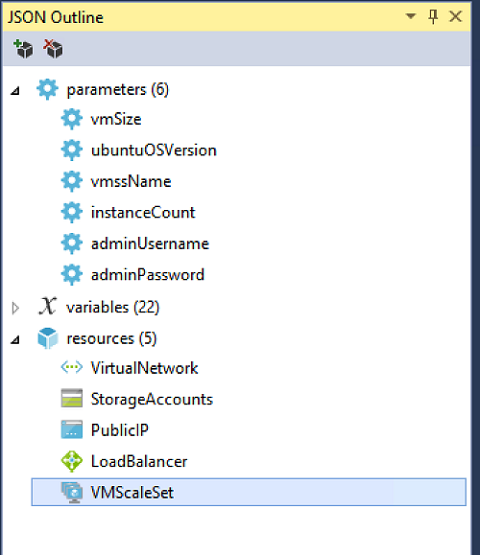 JSON Outline
parameters (6)
vmSize
ubuntuOSVersion
vmssName
instanceCount
adminUsername
adminPassword
X variables (22)
resources (5)
VirtualNetwork
StorageAccounts
PublicIP
LoadBalancer
VMScaleSet